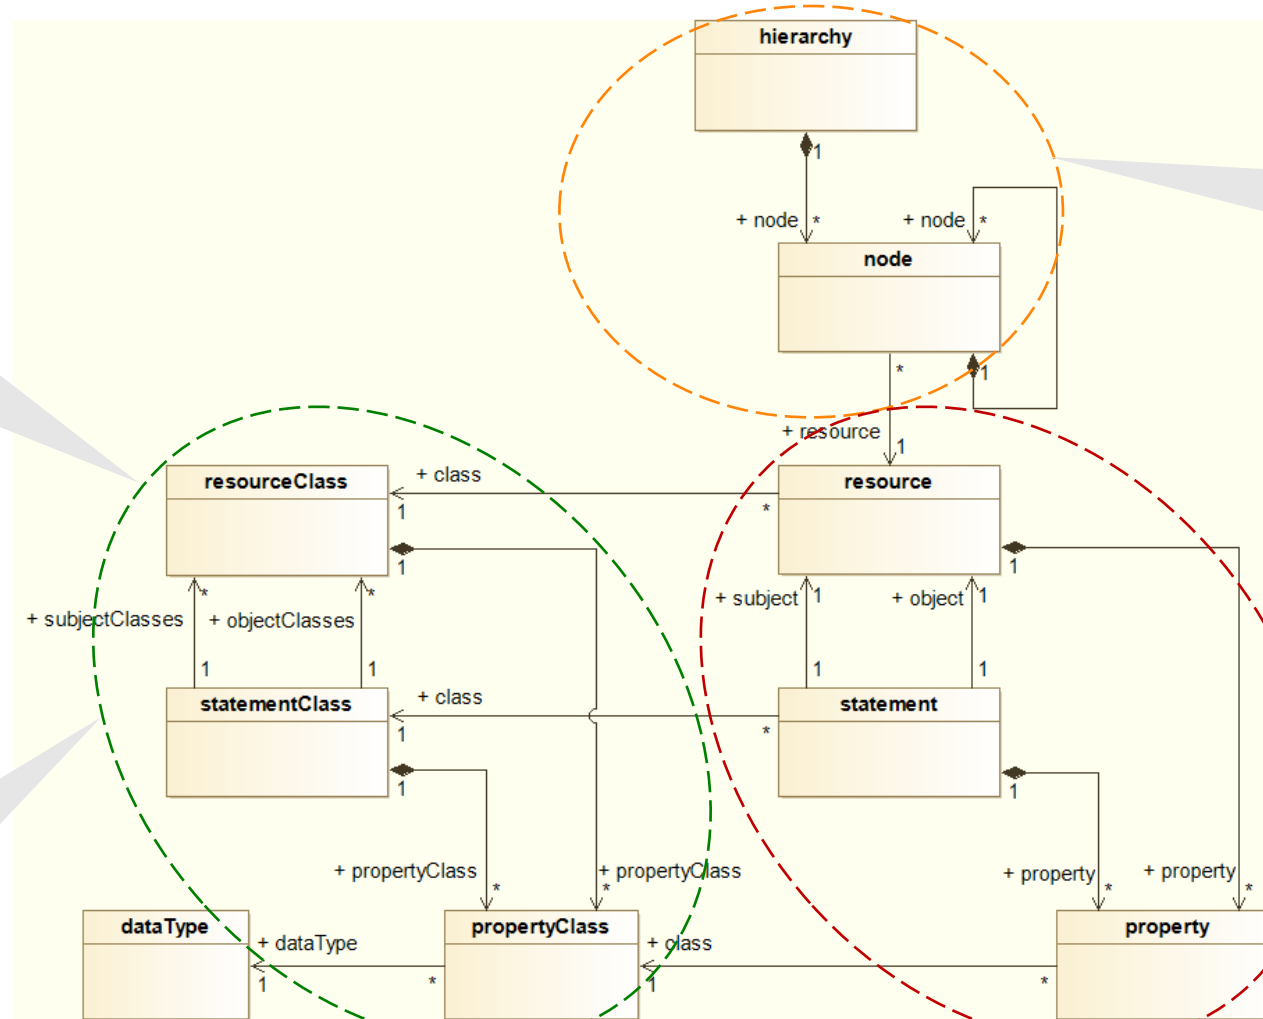 hierarchy
1
+ node *
+ node *
node
*
1
+ resource
1
resourceClass
+ class
resource
1
*
1
1
*
*
+ subjectClasses
+ objectClasses
+ subject 1
+ object 1
1
1
1
1
statementClass
+ class
statement
1
*
1
1
+ propertyClass
+ propertyClass
+ property
+ property
*
*
*
*
dataType
propertyClass
property
+ dataType
+ class
1
*
1
*